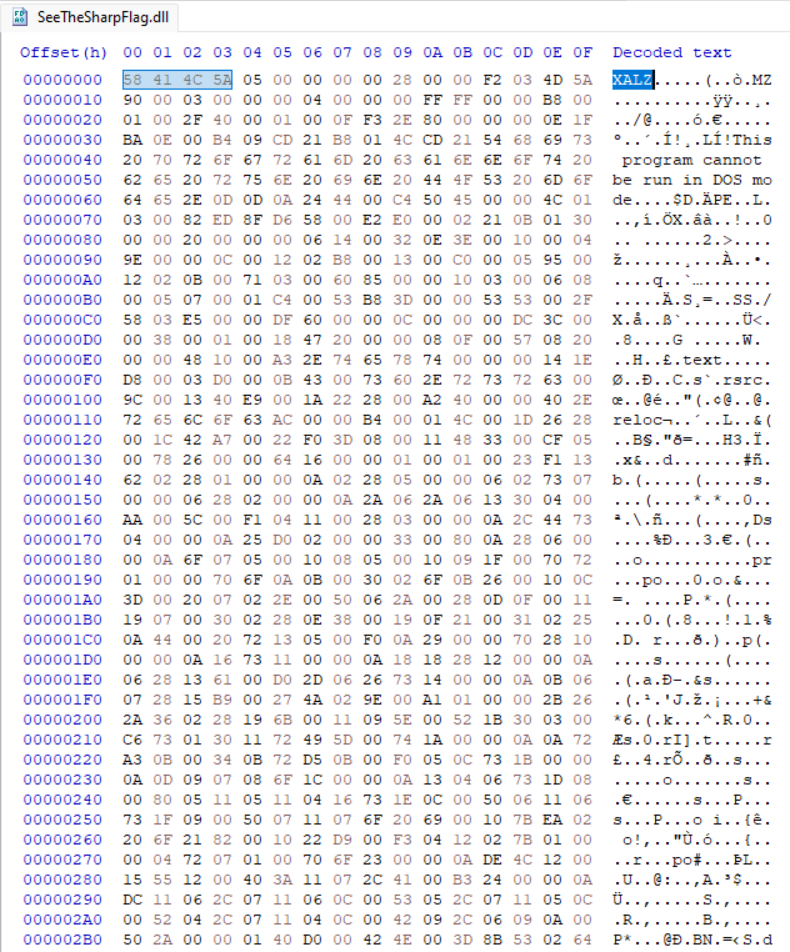 SeeTheSharpFlag.dll
Offset(h) 00 01 02 03 04 05 06 07 08 09 0A 0B 0C 0D 0E 0F Decoded text
00000000 58 41 4C 5A 05 00 00 00 00 28 00 00 F2 03 4D 5A XALZ.....(..ò.MZ
00000010 90 00 03 00 00 00 04 00 00 00 FF FF 00 00 B8 00 ..........ÿÿ..¸.
00000020 01 00 2F 40 00 01 00 0F F3 2E 80 00 00 00 0E 1F ../@....ó.€.....
00000030 BA 0E 00 B4 09 CD 21 B8 01 4C CD 21 54 68 69 73 º..´.Í!¸.LÍ!This
00000040 20 70 72 6F 67 72 61 6D 20 63 61 6E 6E 6F 74 20 program cannot
00000050 62 65 20 72 75 6E 20 69 6E 20 44 4F 53 20 6D 6F be run in DOS mo
00000060 64 65 2E 0D 0D 0A 24 44 00 C4 50 45 00 00 4C 01 de....$D.ÄPE..L.
00000070 03 00 82 ED 8F D6 58 00 E2 E0 00 02 21 0B 01 30 ..‚í.ÖX.âà..!..0
00000080 00 00 20 00 00 00 06 14 00 32 0E 3E 00 10 00 04 .. ......2.>....
00000090 9E 00 00 0C 00 12 02 B8 00 13 00 C0 00 05 95 00 ž......¸...À..•.
000000A0 12 02 0B 00 71 03 00 60 85 00 00 10 03 00 06 08 ....q..`….......
000000B0 00 05 07 00 01 C4 00 53 B8 3D 00 00 53 53 00 2F .....Ä.S¸=..SS./
000000C0 58 03 E5 00 00 DF 60 00 00 0C 00 00 00 DC 3C 00 X.å..ß`......Ü<.
000000D0 00 38 00 01 00 18 47 20 00 00 08 0F 00 57 08 20 .8....G .....W.
000000E0 00 00 48 10 00 A3 2E 74 65 78 74 00 00 00 14 1E ..H..£.text.....
000000F0 D8 00 03 D0 00 0B 43 00 73 60 2E 72 73 72 63 00 Ø..Ð..C.s`.rsrc.
00000100 9C 00 13 40 E9 00 1A 22 28 00 A2 40 00 00 40 2E œ..@é.."(.¢@..@.
00000110 72 65 6C 6F 63 AC 00 00 B4 00 01 4C 00 1D 26 28 reloc¬..´..L..&(
00000120 00 1C 42 A7 00 22 F0 3D 08 00 11 48 33 00 CF 05 ..B§."ð=...H3.Ï.
00000130 00 78 26 00 00 64 16 00 00 01 00 01 00 23 F1 13 .x&..d.......#ñ.
00000140 62 02 28 01 00 00 0A 02 28 05 00 00 06 02 73 07 b.(.....(.....s.
00000150 00 00 06 28 02 00 00 0A 2A 06 2A 06 13 30 04 00 ...(....*.*..0..
00000160 AA 00 5C 00 F1 04 11 00 28 03 00 00 0A 2C 44 73 ª.\.ñ...(....,Ds
00000170 04 00 00 0A 25 D0 02 00 00 33 00 80 0A 28 06 00 ....%Ð...3.€.(..
00000180 00 0A 6F 07 05 00 10 08 05 00 10 09 1F 00 70 72 ..o...........pr
00000190 01 00 00 70 6F 0A 0B 00 30 02 6F 0B 26 00 10 0C ...po...0.o.&...
000001A0 3D 00 20 07 02 2E 00 50 06 2A 00 28 0D 0F 00 11 =. ....P.*.(....
000001B0 19 07 00 30 02 28 0E 38 00 19 0F 21 00 31 02 25 ...0.(.8...!.1.%
000001C0 0A 44 00 20 72 13 05 00 F0 0A 29 00 00 70 28 10 .D. r...ð.)..p(.
000001D0 00 00 0A 16 73 11 00 00 0A 18 18 28 12 00 00 0A ....s......(....
000001E0 06 28 13 61 00 D0 2D 06 26 73 14 00 00 0A 0B 06 .(.a.Ð-.&s......
000001F0 07 28 15 B9 00 27 4A 02 9E 00 A1 01 00 00 2B 26 .(.¹.'J.ž.¡...+&
00000200 2A 36 02 28 19 6B 00 11 09 5E 00 52 1B 30 03 00 *6.(.k...^.R.0..
00000210 C6 73 01 30 11 72 49 5D 00 74 1A 00 00 0A 0A 72 Æs.0.rI].t.....r
00000220 A3 0B 00 34 0B 72 D5 0B 00 F0 05 0C 73 1B 00 00 £..4.rÕ..ð..s...
00000230 0A 0D 09 07 08 6F 1C 00 00 0A 13 04 06 73 1D 08 .....o.......s..
00000240 00 80 05 11 05 11 04 16 73 1E 0C 00 50 06 11 06 .€......s...P...
00000250 73 1F 09 00 50 07 11 07 6F 20 69 00 10 7B EA 02 s...P...o i..{ê.
00000260 20 6F 21 82 00 10 22 D9 00 F3 04 12 02 7B 01 00 o!‚.."Ù.ó...{..
00000270 00 04 72 07 01 00 70 6F 23 00 00 0A DE 4C 12 00 ..r...po#...ÞL..
00000280 15 55 12 00 40 3A 11 07 2C 41 00 B3 24 00 00 0A .U..@:..,A.³$...
00000290 DC 11 06 2C 07 11 06 0C 00 53 05 2C 07 11 05 0C Ü..,.....S.,....
000002A0 00 52 04 2C 07 11 04 0C 00 42 09 2C 06 09 0A 00 .R.,.....B.,....
000002B0 50 2A 00 00 01 40 D0 00 42 4E 00 3D 8B 53 02 64 P*...@Ð.BN.=‹S.d